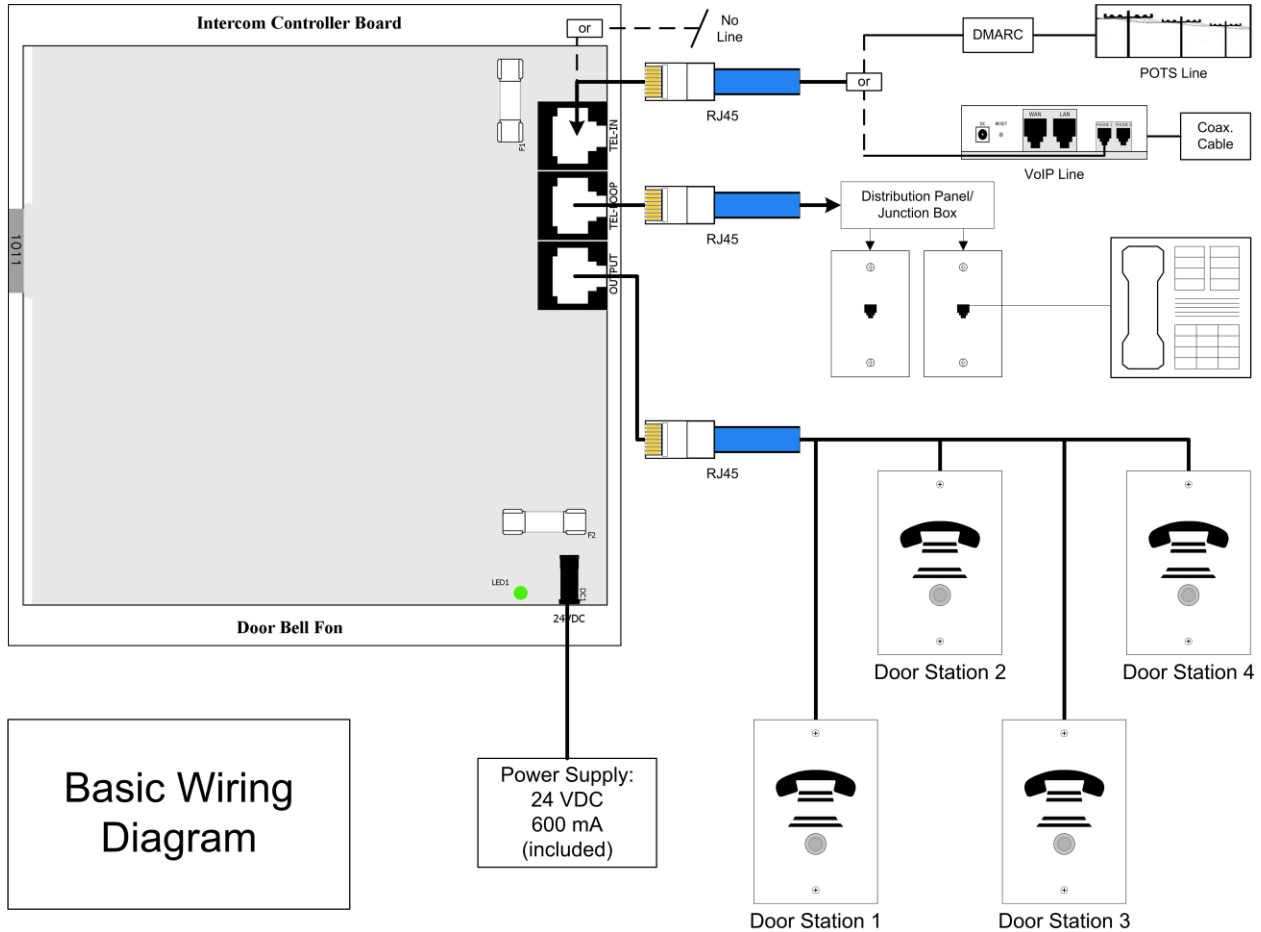 Intercom Controller Board
or
No
Line
DMARC
POTS Line
F1
TEL-IN
RJ45
or
DC
RESET
WAN
LAN
PHONE 1
PHONE 2
Coax.
Cable
VoIP Line
TEL-LOOP
RJ45
Distribution Panel/
Junction Box
1011
OUTPUT
RJ45
F2
LED1
DC1
24VDC
Door Bell Fon
Door Station 2
Door Station 4
Basic Wiring
Diagram
Power Supply:
24 VDC
600 mA
(included)
Door Station 1
Door Station 3